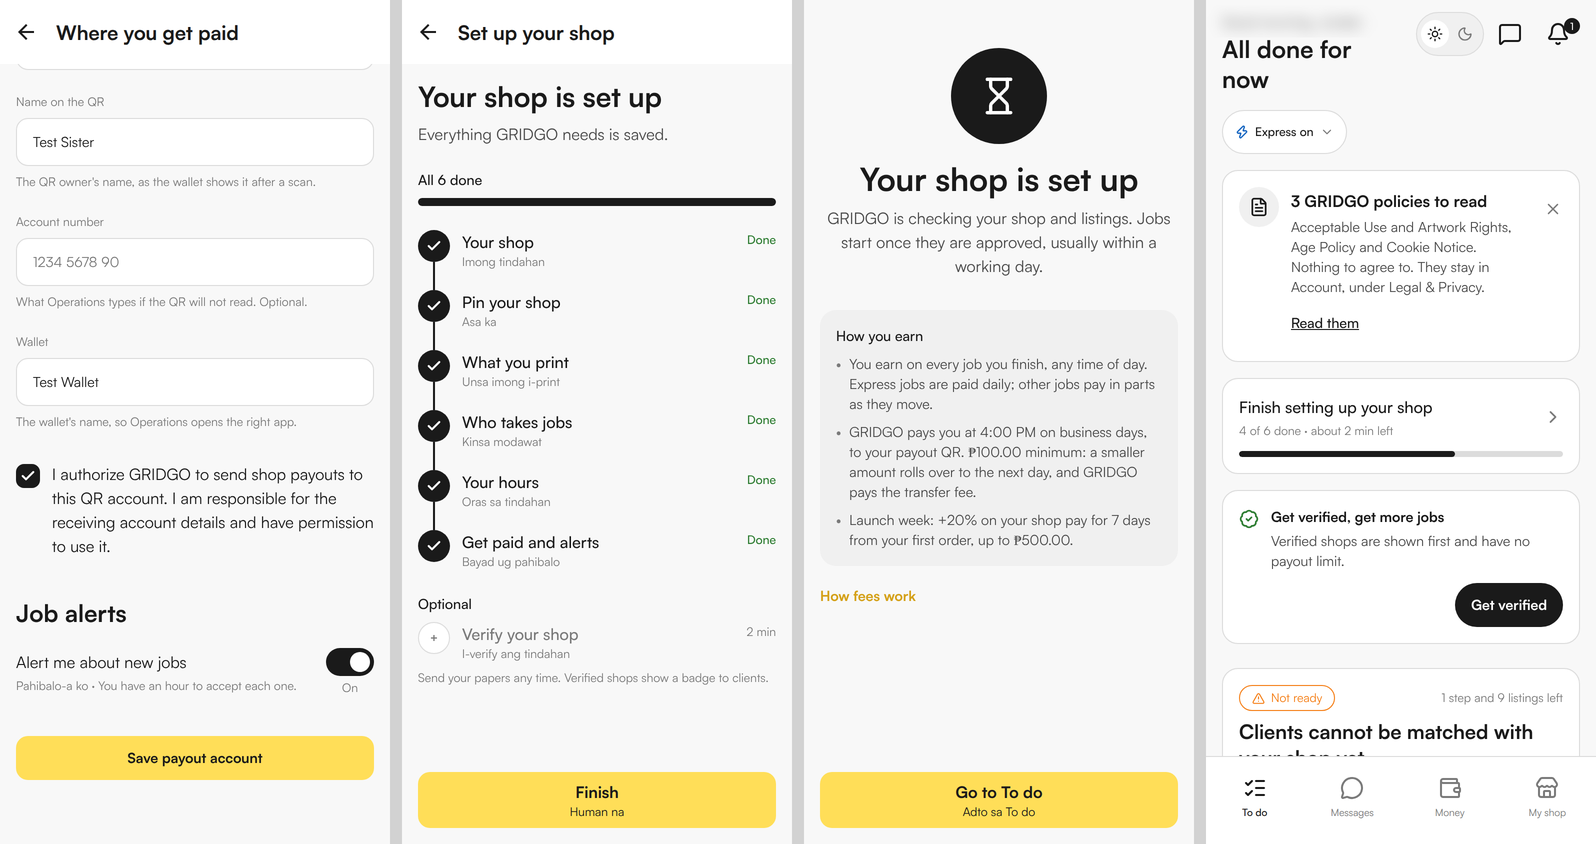 Where you get paid
Name on the QR
Test Sister
The QR owner's name, as the wallet shows it after a scan.
Account number
1234 5678 90
What Operations types if the QR will not read. Optional.
Wallet
Test Wallet
The wallet's name, so Operations opens the right app.
I authorize GRIDGO to send shop payouts to
this QR account. I am responsible for the
receiving account details and have permission
to use it.
Job alerts
Alert me about new jobs
Pahibalo-a ko · You have an hour to accept each one.
On
Save payout account
Set up your shop
Your shop is set up
Everything GRIDGO needs is saved.
All 6 done
Your shop
Done
Imong tindahan
Pin your shop
Done
Asa ka
What you print
Done
Unsa imong i-print
Who takes jobs
Done
Kinsa modawat
Your hours
Done
Oras sa tindahan
Get paid and alerts
Done
Bayad ug pahibalo
Optional
Verify your shop
2 min
I-verify ang tindahan
Send your papers any time. Verified shops show a badge to clients.
Finish
Human na
Your shop is set up
GRIDGO is checking your shop and listings. Jobs
start once they are approved, usually within a
working day.
How you earn
• You earn on every job you finish, any time of day.
Express jobs are paid daily; other jobs pay in parts
as they move.
• GRIDGO pays you at 4:00 PM on business days,
to your payout QR. ₱100.00 minimum: a smaller
amount rolls over to the next day, and GRIDGO
pays the transfer fee.
• Launch week: +20% on your shop pay for 7 days
from your first order, up to ₱500.00.
How fees work
Go to To do
Adto sa To do
All done for
now
1
Express on
3 GRIDGO policies to read
Acceptable Use and Artwork Rights,
Age Policy and Cookie Notice.
Nothing to agree to. They stay in
Account, under Legal & Privacy.
Read them
Finish setting up your shop
4 of 6 done · about 2 min left
Get verified, get more jobs
Verified shops are shown first and have no
payout limit.
Get verified
Not ready
1 step and 9 listings left
Clients cannot be matched with
your shop yet
To do
Messages
Money
My shop